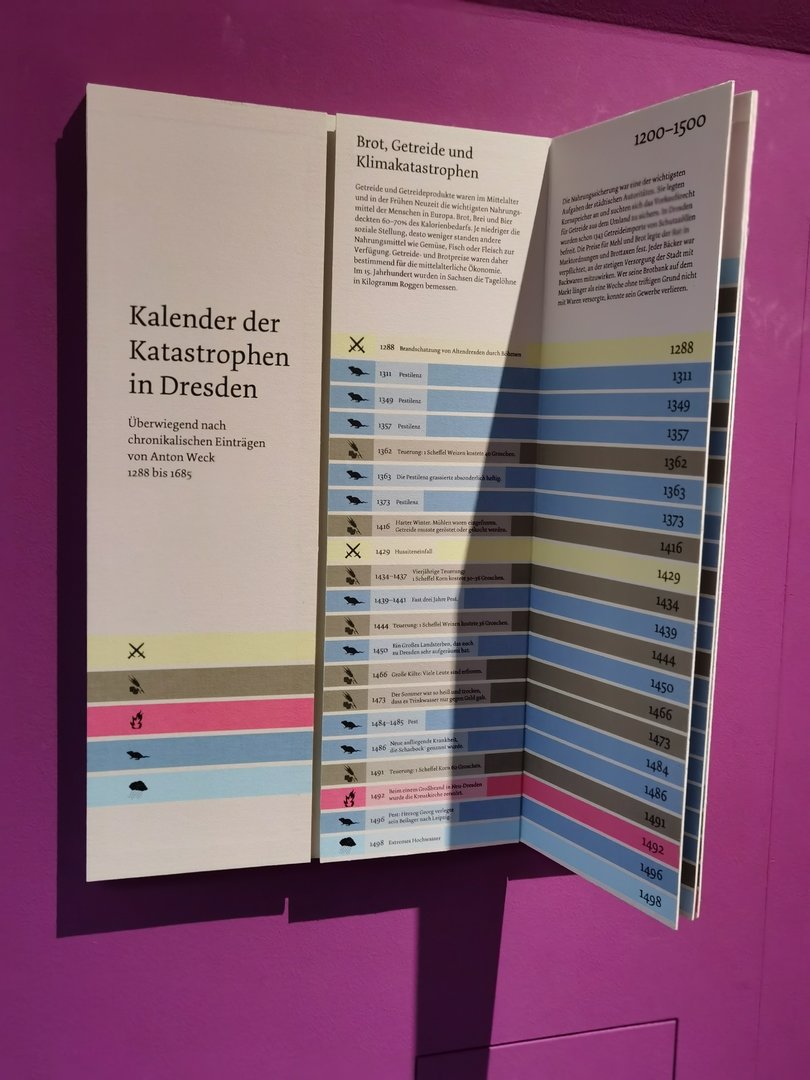 Kalender der
Katastrophen
in Dresden
Überwiegend nach
chronikalischen Einträgen
von Anton Weck
1288 bis 1685
Brot, Getreide und
Klimakatastrophen
Getreide und Getreideprodukte waren im Mittelalter
und in der Frühen Neuzeit die wichtigsten Nahrungs-
mittel der Menschen in Europa. Brot, Brei und Bier
deckten 60–70% des Kalorienbedarfs. Je niedriger die
soziale Stellung, desto weniger standen andere
Nahrungsmittel wie Gemüse, Fisch oder Fleisch zur
Verfügung. Getreide- und Brotpreise waren daher
bestimmend für die mittelalterliche Ökonomie.
Im 15. Jahrhundert wurden in Sachsen die Tagelöhne
in Kilogramm Roggen bemessen.
1288 Brandschatzung von Altendresden durch Böhmen
1311 Pestilenz
1349 Pestilenz
1357 Pestilenz
1362 Teuerung: 1 Scheffel Weizen kostete 40 Groschen.
1363 Die Pestilenz grassierte absonderlich heftig.
1373 Pestilenz
1416 Harter Winter. Mühlen waren eingefroren.
Getreide musste geröstet oder gekocht werden.
1429 Hussiteneinfall
1434–1437 Vierjährige Teuerung:
1 Scheffel Korn kostete 30–36 Groschen.
1439–1441 Fast drei Jahre Pest.
1444 Teuerung: 1 Scheffel Weizen kostete 36 Groschen.
1450 Ein Großes Landsterben, das auch
zu Dresden sehr aufgeräumt hat.
1466 Große Kälte: Viele Leute sind erfroren.
1473 Der Sommer war so heiß und trocken,
dass es Trinkwasser nur gegen Geld gab.
1484–1485 Pest
1486 Neue anfliegende Krankheit,
die ‚Scharbock‘ genannt wurde.
1491 Teuerung: 1 Scheffel Korn 60 Groschen.
1492 Beim einem Großbrand in Neu-Dresden
wurde die Kreuzkirche zerstört.
1496 Pest: Herzog Georg verlegte
sein Beilager nach Leipzig.
1498 Extremes Hochwasser
1200–1500
Die Nahrungssicherung war eine der wichtigsten
Aufgaben der städtischen Autoritäten. Sie legten
Kornspeicher an und suchten sich das Vorkaufsrecht
für Getreide aus dem Umland zu sichern. In Dresden
wurden schon 1342 Getreideimporte von Schutzzöllen
befreit. Die Preise für Mehl und Brot legte der Rat in
Marktordnungen und Brottaxen fest. Jeder Bäcker war
verpflichtet, an der stetigen Versorgung der Stadt mit
Backwaren mitzuwirken. Wer seine Brotbank auf dem
Markt länger als eine Woche ohne triftigen Grund nicht
mit Waren versorgte, konnte sein Gewerbe verlieren.
1288
1311
1349
1357
1362
1363
1373
1416
1429
1434
1439
1444
1450
1466
1473
1484
1486
1491
1492
1496
1498